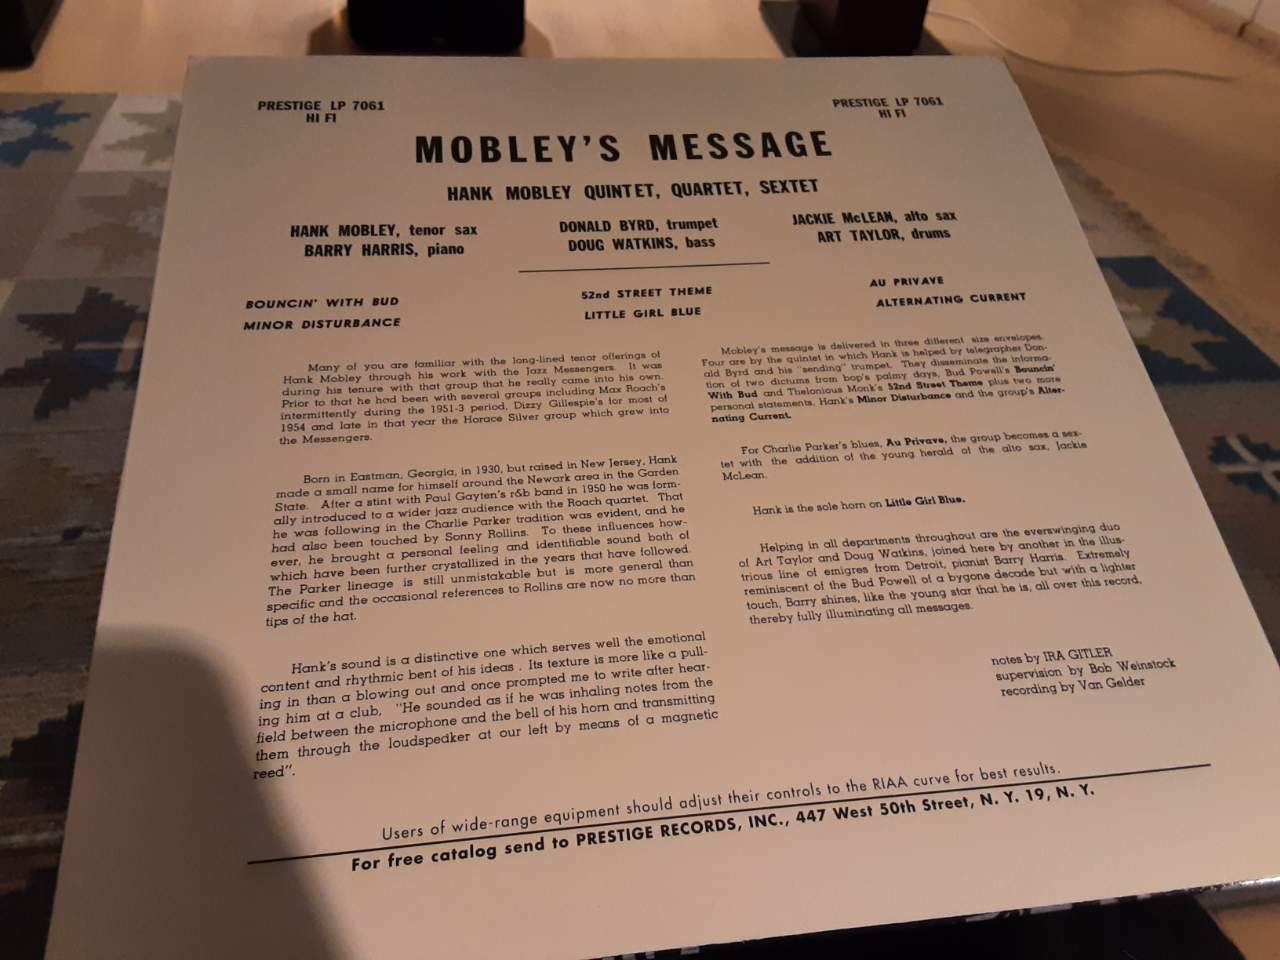 PRESTIGE LP 7061
HI FI
PRESTIGE LP 7061
HI FI
MOBLEY'S MESSAGE
HANK MOBLEY QUINTET, QUARTET, SEXTET
HANK MOBLEY, tenor sax
BARRY HARRIS, piano
DONALD BYRD, trumpet
DOUG WATKINS, bass
JACKIE McLEAN, alto sax
ART TAYLOR, drums
BOUNCIN' WITH BUD
MINOR DISTURBANCE
52nd STREET THEME
LITTLE GIRL BLUE
AU PRIVAVE
ALTERNATING CURRENT
Many of you are familiar with the long-lined tenor offerings of
Hank Mobley through his work with the Jazz Messengers. It was
during his tenure with that group that he really came into his own.
Prior to that he had been with several groups including Max Roach's
intermittently during the 1951-3 period, Dizzy Gillespie's for most of
1954 and late in that year the Horace Silver group which grew into
the Messengers.
Born in Eastman, Georgia, in 1930, but raised in New Jersey, Hank
made a small name for himself around the Newark area in the Garden
State. After a stint with Paul Gayten's r&b band in 1950 he was form-
ally introduced to a wider jazz audience with the Roach quartet. That
he was following in the Charlie Parker tradition was evident, and he
had also been touched by Sonny Rollins. To these influences how-
ever, he brought a personal feeling and identifiable sound both of
which have been further crystallized in the years that have followed.
The Parker lineage is still unmistakable but is more general than
specific and the occasional references to Rollins are now no more than
tips of the hat.
Hank's sound is a distinctive one which serves well the emotional
content and rhythmic bent of his ideas . Its texture is more like a pull-
ing in than a blowing out and once prompted me to write after hear-
ing him at a club, "He sounded as if he was inhaling notes from the
field between the microphone and the bell of his horn and transmitting
them through the loudspeaker at our left by means of a magnetic
reed".
Mobley's message is delivered in three different size envelopes.
Four are by the quintet in which Hank is helped by telegrapher Don-
ald Byrd and his "sending" trumpet. They disseminate the informa-
tion of two dictums from bop's palmy days, Bud Powell's Bouncin'
With Bud and Thelonious Monk's 52nd Street Theme plus two more
personal statements, Hank's Minor Disturbance and the group's Alter-
nating Current.
For Charlie Parker's blues, Au Privave, the group becomes a sex-
tet with the addition of the young herald of the alto sax, Jackie
McLean.
Hank is the sole horn on Little Girl Blue.
Helping in all departments throughout are the everswinging duo
of Art Taylor and Doug Watkins, joined here by another in the illus-
trious line of emigres from Detroit, pianist Barry Harris. Extremely
reminiscent of the Bud Powell of a bygone decade but with a lighter
touch, Barry shines, like the young star that he is, all over this record,
thereby fully illuminating all messages.
notes by IRA GITLER
supervision by Bob Weinstock
recording by Van Gelder
Users of wide-range equipment should adjust their controls to the RIAA curve for best results.
For free catalog send to PRESTIGE RECORDS, INC., 447 West 50th Street, N. Y. 19, N. Y.